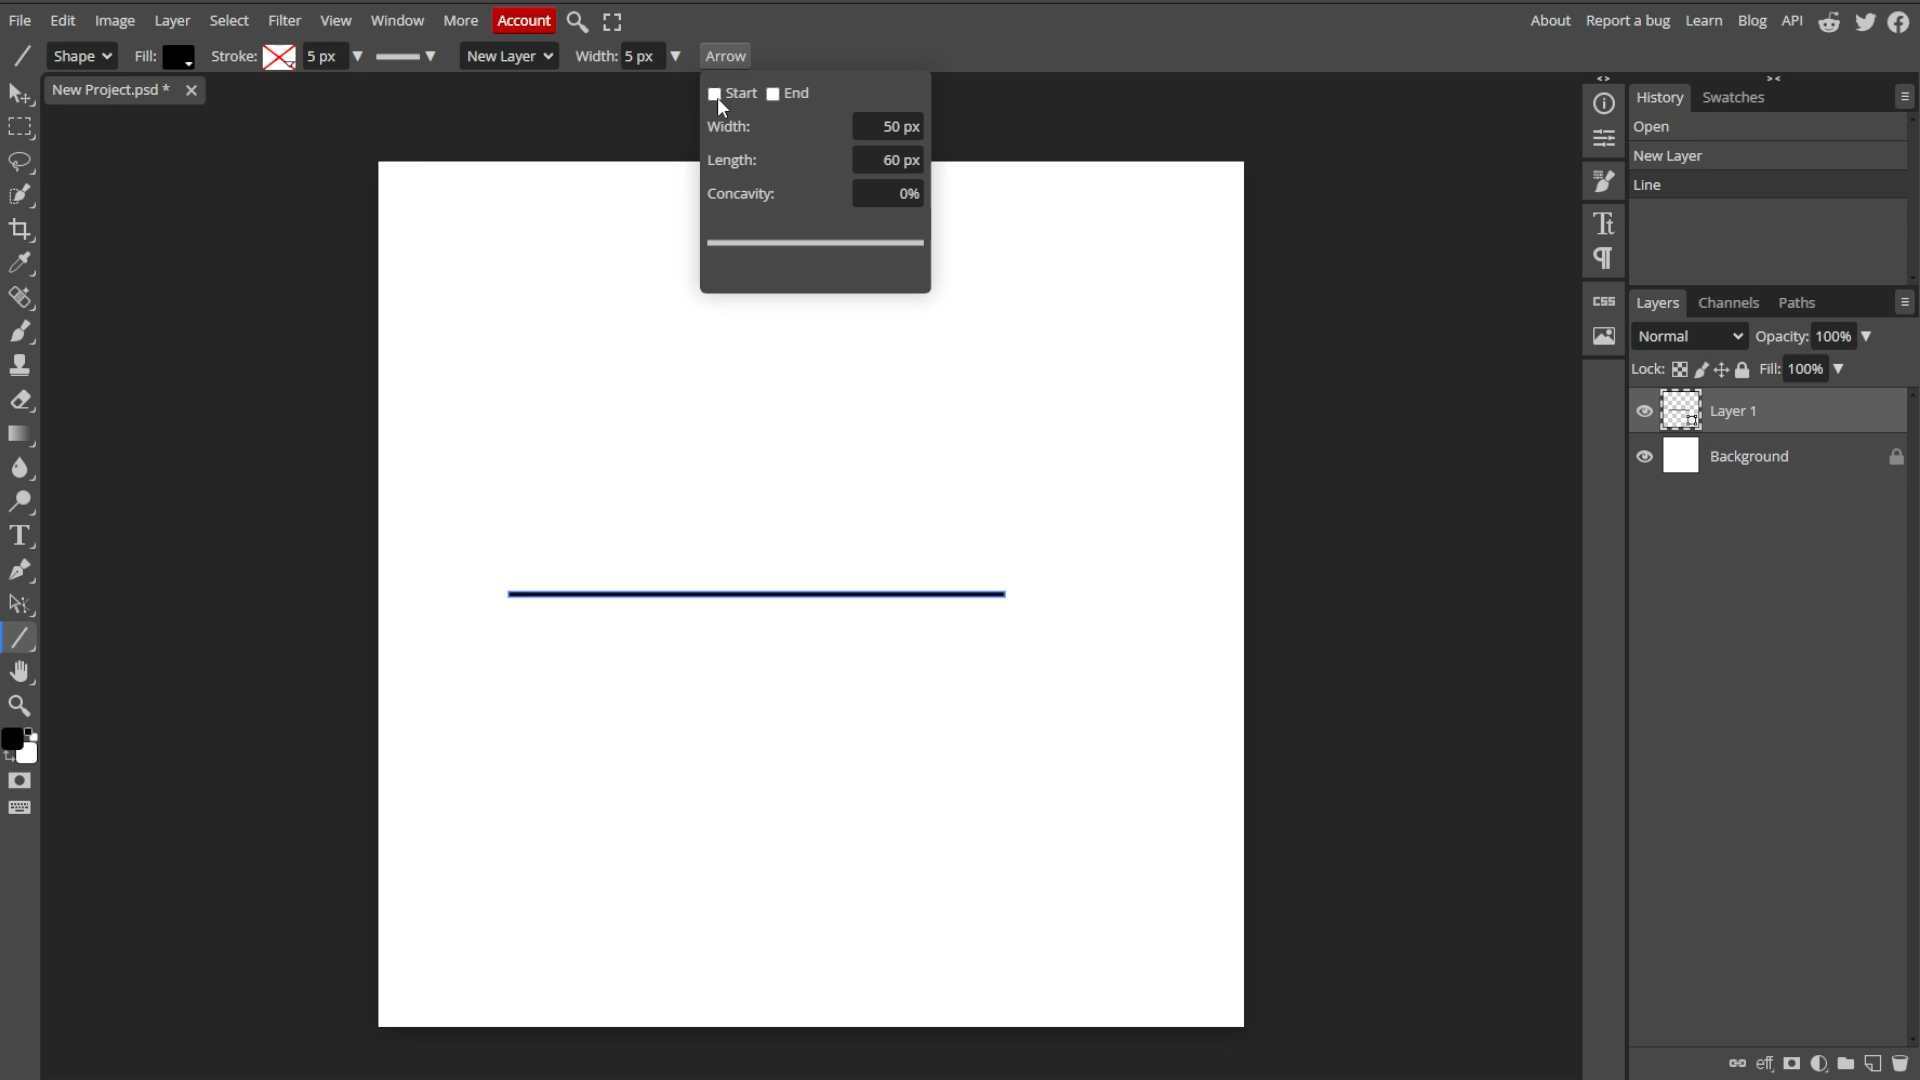 File Edit Image Layer Select Filter View Window More Account About Report a bug Learn Blog API
Shape Fill: Stroke: 5 px New Layer Width: 5 px Arrow
New Project.psd *
Start End
Width: 50 px
Length: 60 px
Concavity: 0%
History Swatches
Open
New Layer
Line
CSS
Layers Channels Paths
Normal Opacity: 100%
Lock: Fill: 100%
Layer 1
Background
eff